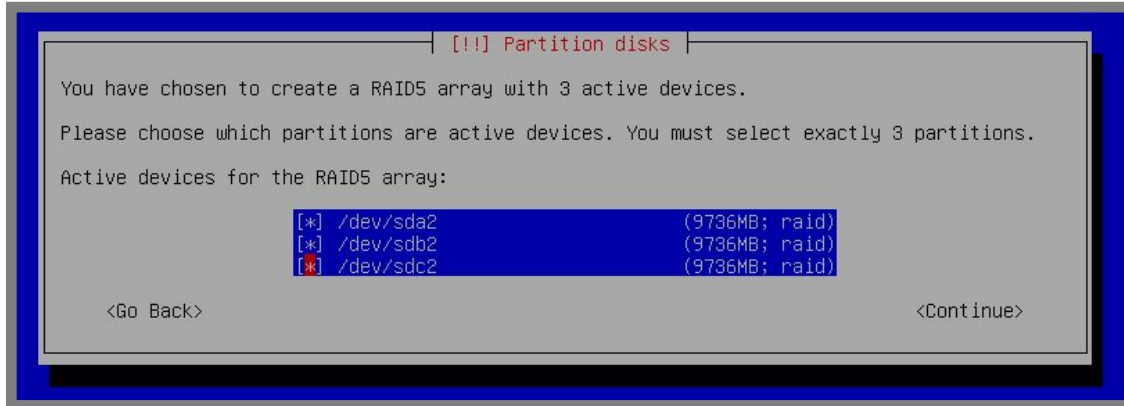 [!!] Partition disks
You have chosen to create a RAID5 array with 3 active devices.
Please choose which partitions are active devices. You must select exactly 3 partitions.
Active devices for the RAID5 array:
[*] /dev/sda2 (9736MB; raid)
[*] /dev/sdb2 (9736MB; raid)
[*] /dev/sdc2 (9736MB; raid)
<Go Back> <Continue>